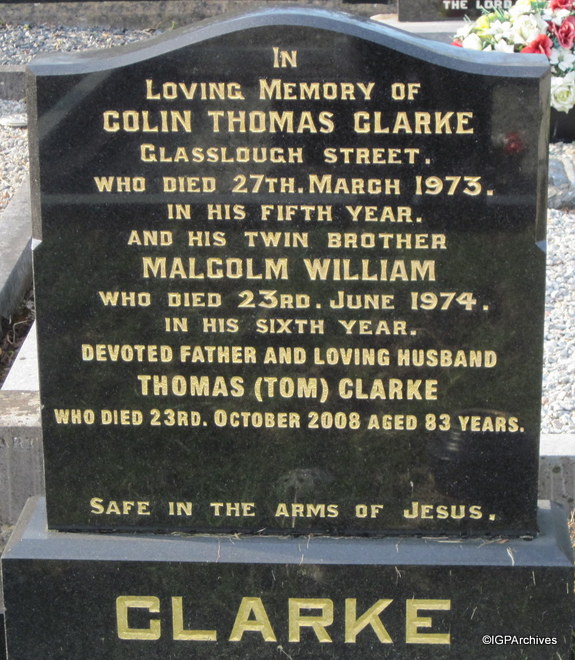 THE LORD
IN
LOVING MEMORY OF
COLIN THOMAS CLARKE
GLASSLOUGH STREET.
WHO DIED 27TH. MARCH 1973.
IN HIS FIFTH YEAR.
AND HIS TWIN BROTHER
MALCOLM WILLIAM
WHO DIED 23RD. JUNE 1974.
IN HIS SIXTH YEAR.
DEVOTED FATHER AND LOVING HUSBAND
THOMAS (TOM) CLARKE
WHO DIED 23RD. OCTOBER 2008 AGED 83 YEARS.
SAFE IN THE ARMS OF JESUS.
CLARKE
©IGPArchives